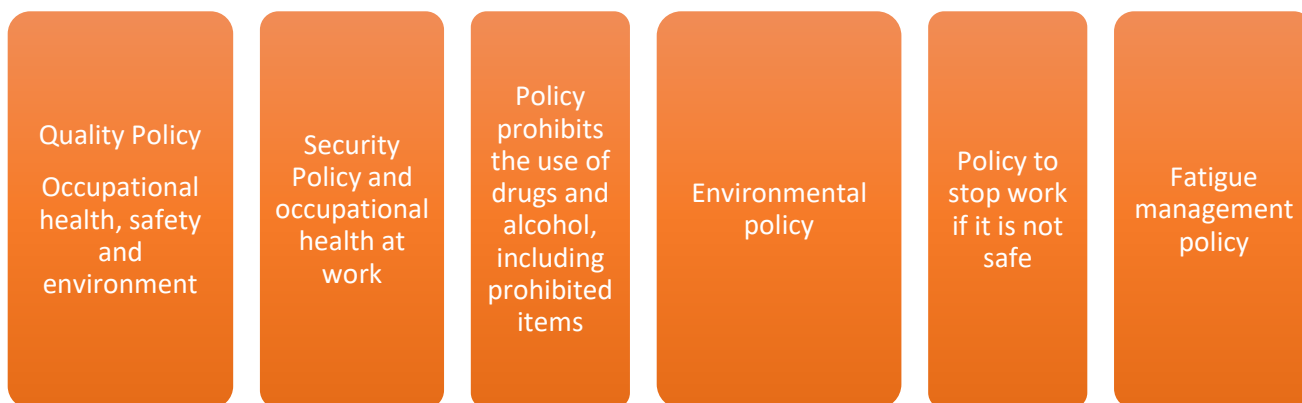 Quality Policy
Occupational
health, safety
and
environment
Security
Policy and
occupational
health at
work
Policy
prohibits
the use of
drugs and
alcohol,
including
prohibited
items
Environmental
policy
Policy to
stop work
if it is not
safe
Fatigue
management
policy